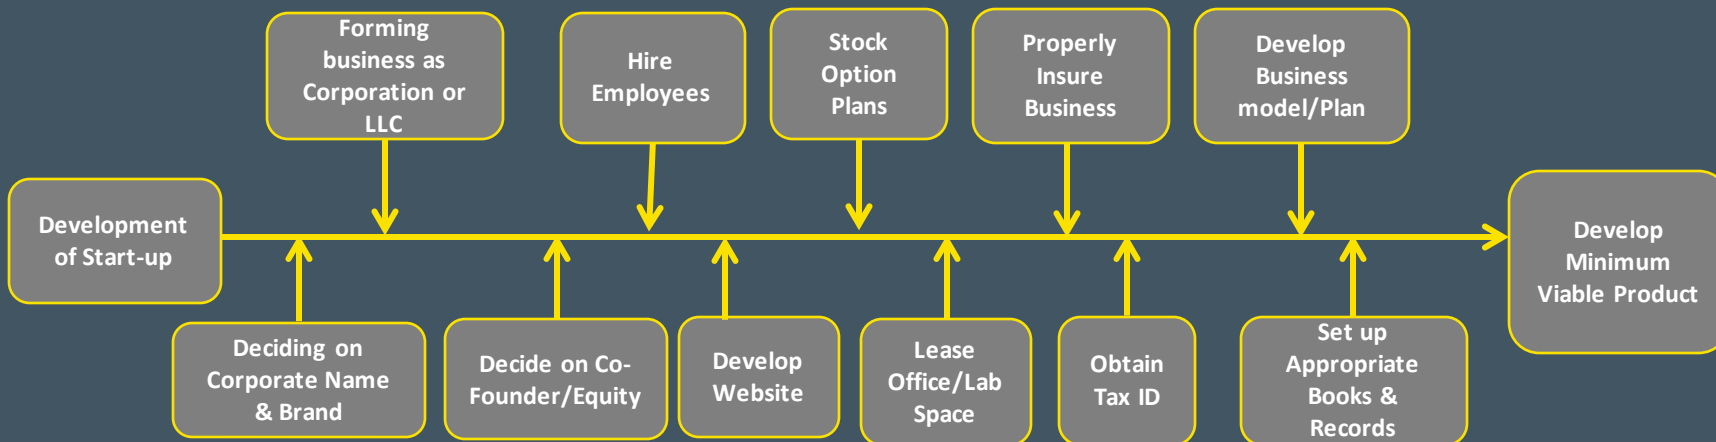 Forming
business as
Corporation or
LLC
Hire
Employees
Stock
Option
Plans
Properly
Insure
Business
Develop
Business
model/Plan
Development
of Start-up
Develop
Minimum
Viable Product
Deciding on
Corporate Name
& Brand
Decide on Co-
Founder/Equity
Develop
Website
Lease
Office/Lab
Space
Obtain
Tax ID
Set up
Appropriate
Books &
Records